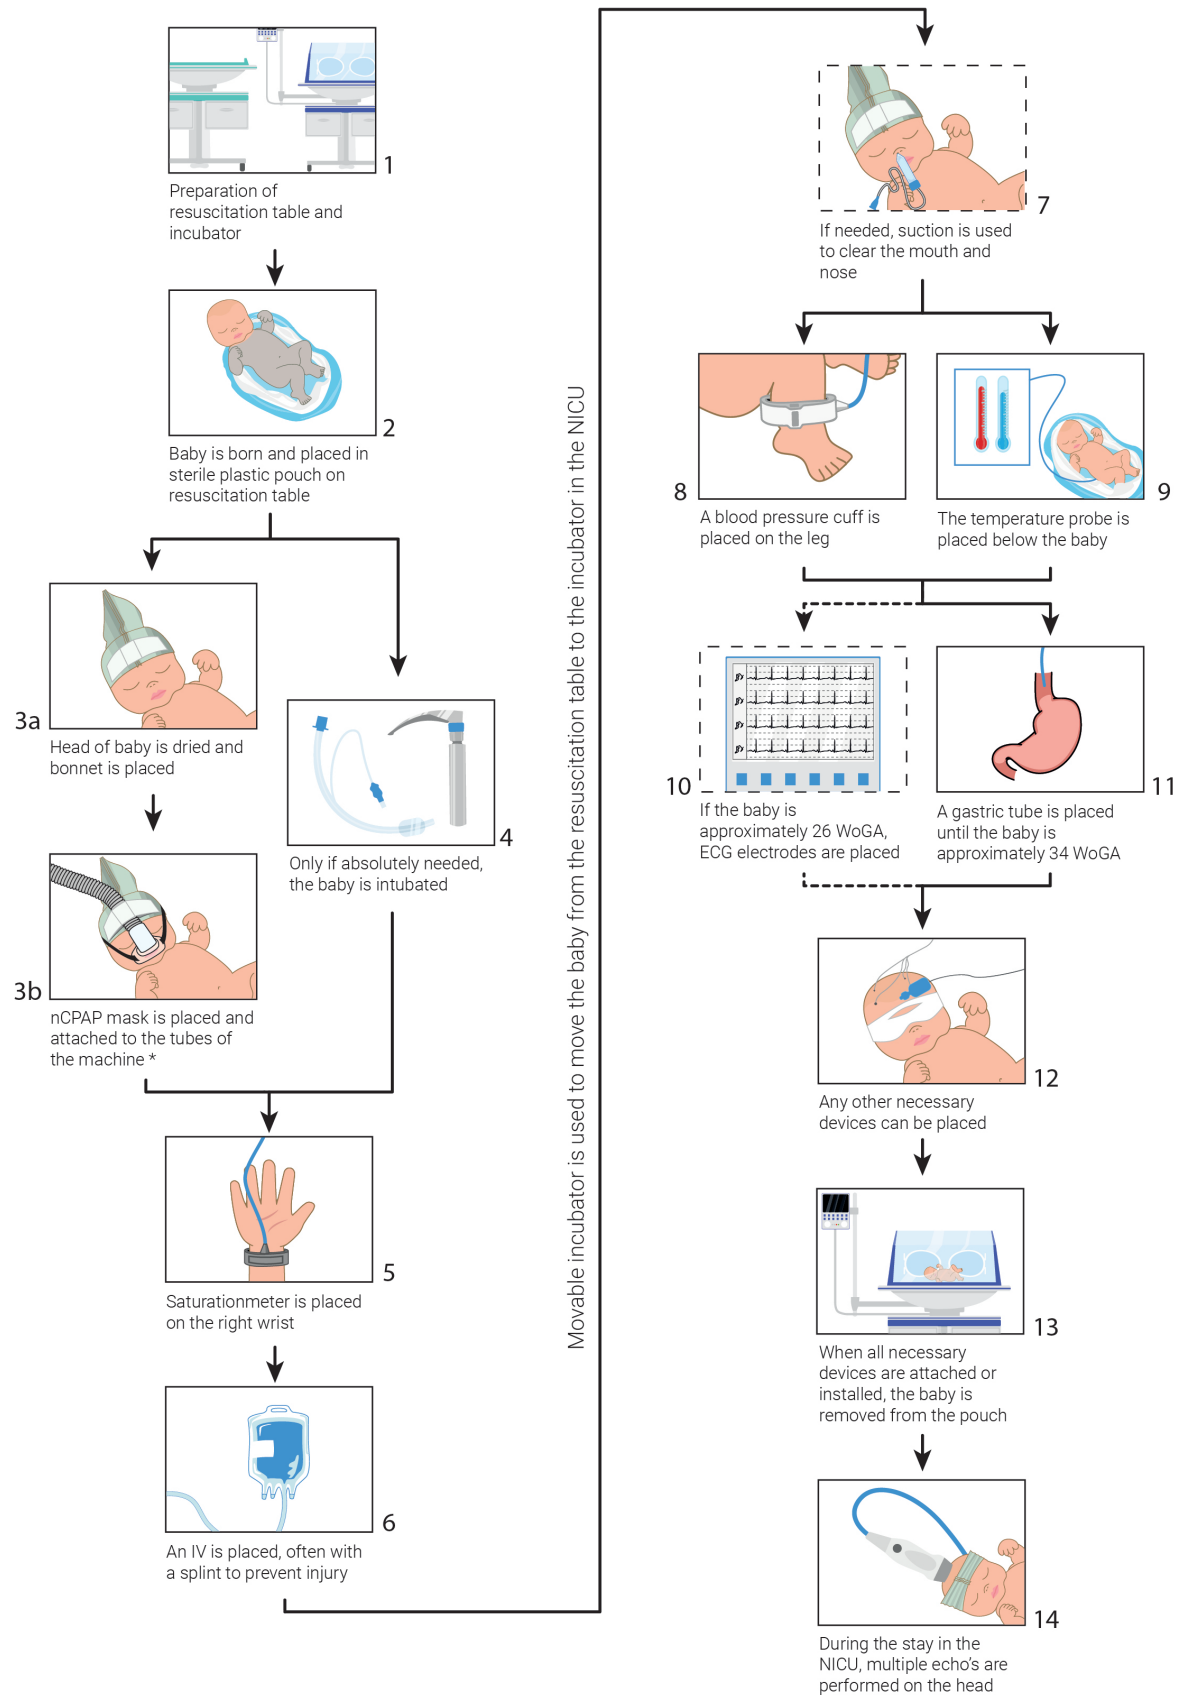 1
Preparation of
resuscitation table and
incubator
2
Baby is born and placed in
sterile plastic pouch on
resuscitation table
3a
Head of baby is dried and
bonnet is placed
3b
nCPAP mask is placed and
attached to the tubes of
the machine *
4
Only if absolutely needed,
the baby is intubated
5
Saturationmeter is placed
on the right wrist
6
An IV is placed, often with
a splint to prevent injury
Movable incubator is used to move the baby from the resuscitation table to the incubator in the NICU
7
If needed, suction is used
to clear the mouth and
nose
8
A blood pressure cuff is
placed on the leg
9
The temperature probe is
placed below the baby
10
If the baby is
approximately 26 WoGA,
ECG electrodes are placed
11
A gastric tube is placed
until the baby is
approximately 34 WoGA
12
Any other necessary
devices can be placed
13
When all necessary
devices are attached or
installed, the baby is
removed from the pouch
14
During the stay in the
NICU, multiple echo's are
performed on the head